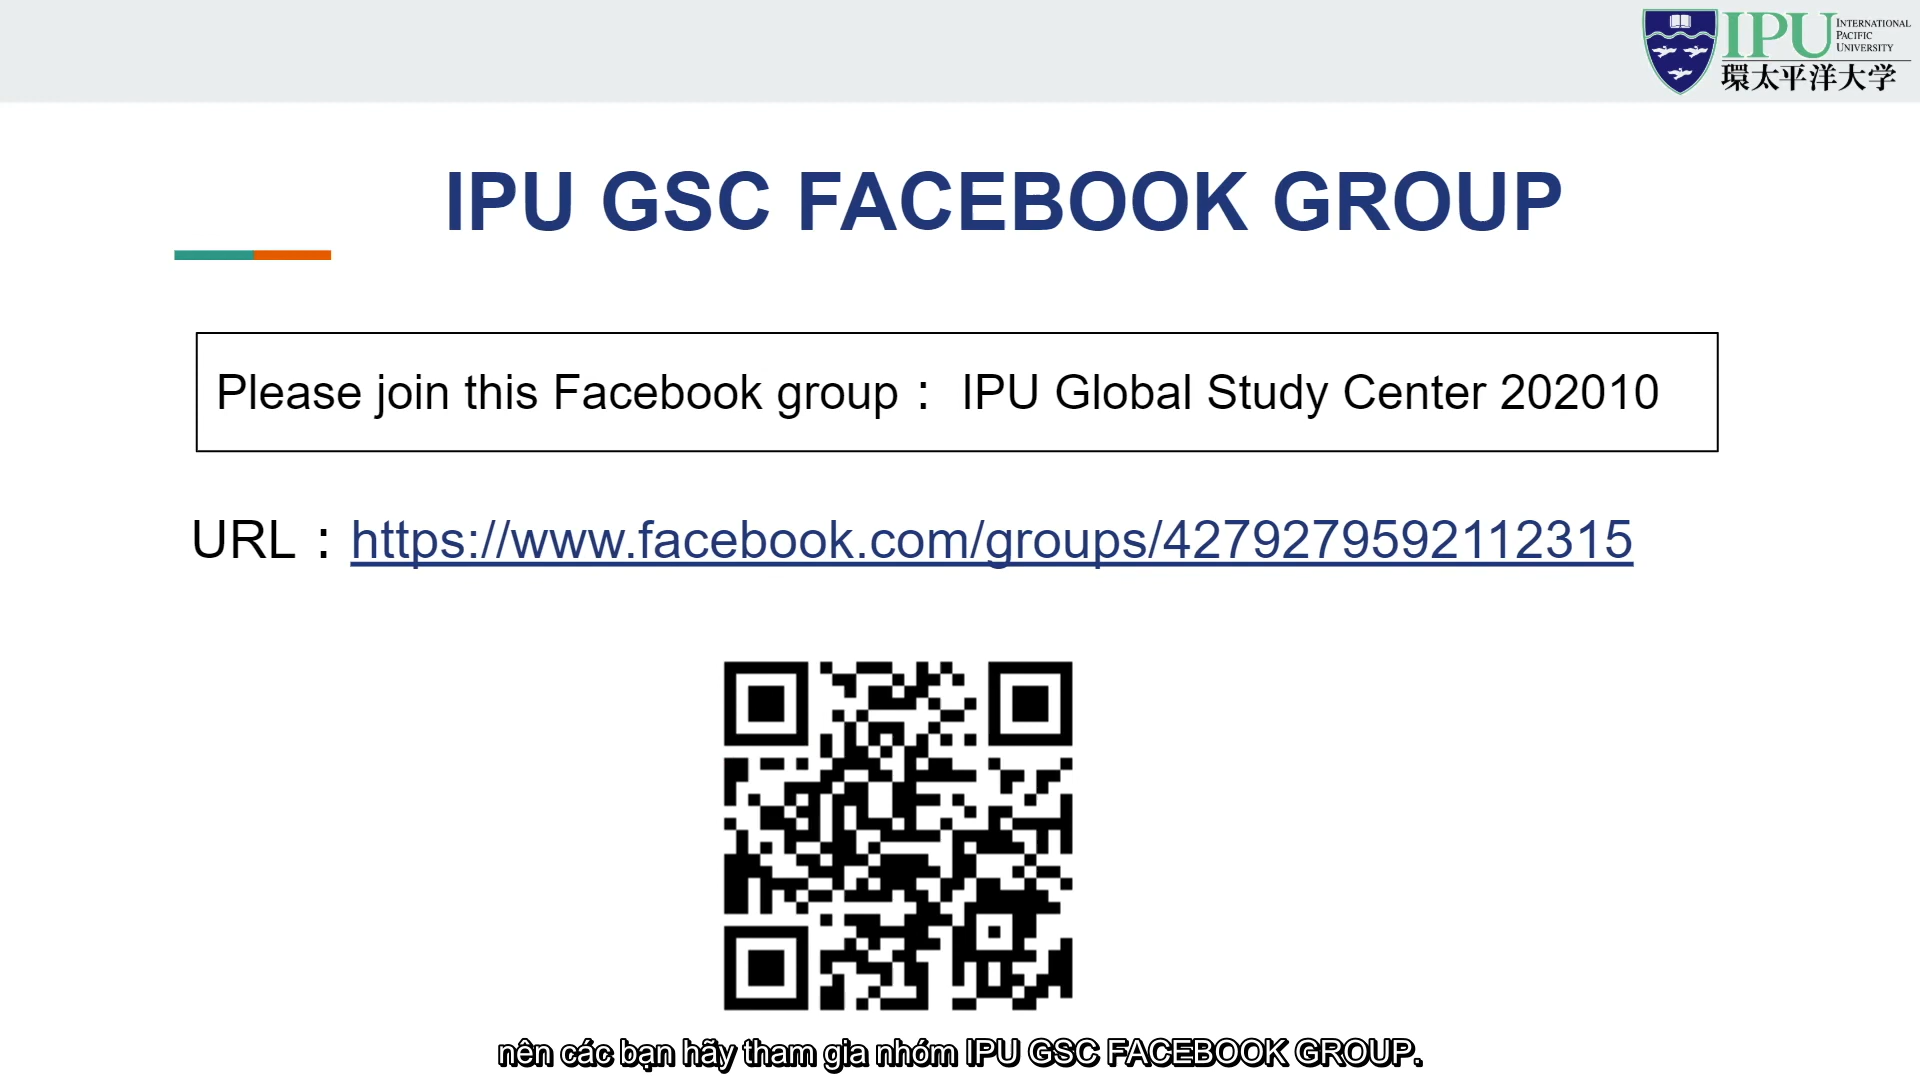 IPU
INTERNATIONAL
PACIFIC
UNIVERSITY
環太平洋大学
IPU GSC FACEBOOK GROUP
Please join this Facebook group： IPU Global Study Center 202010
URL：https://www.facebook.com/groups/427927959211​2315
nên các bạn hãy tham gia nhóm IPU GSC FACEBOOK GROUP.